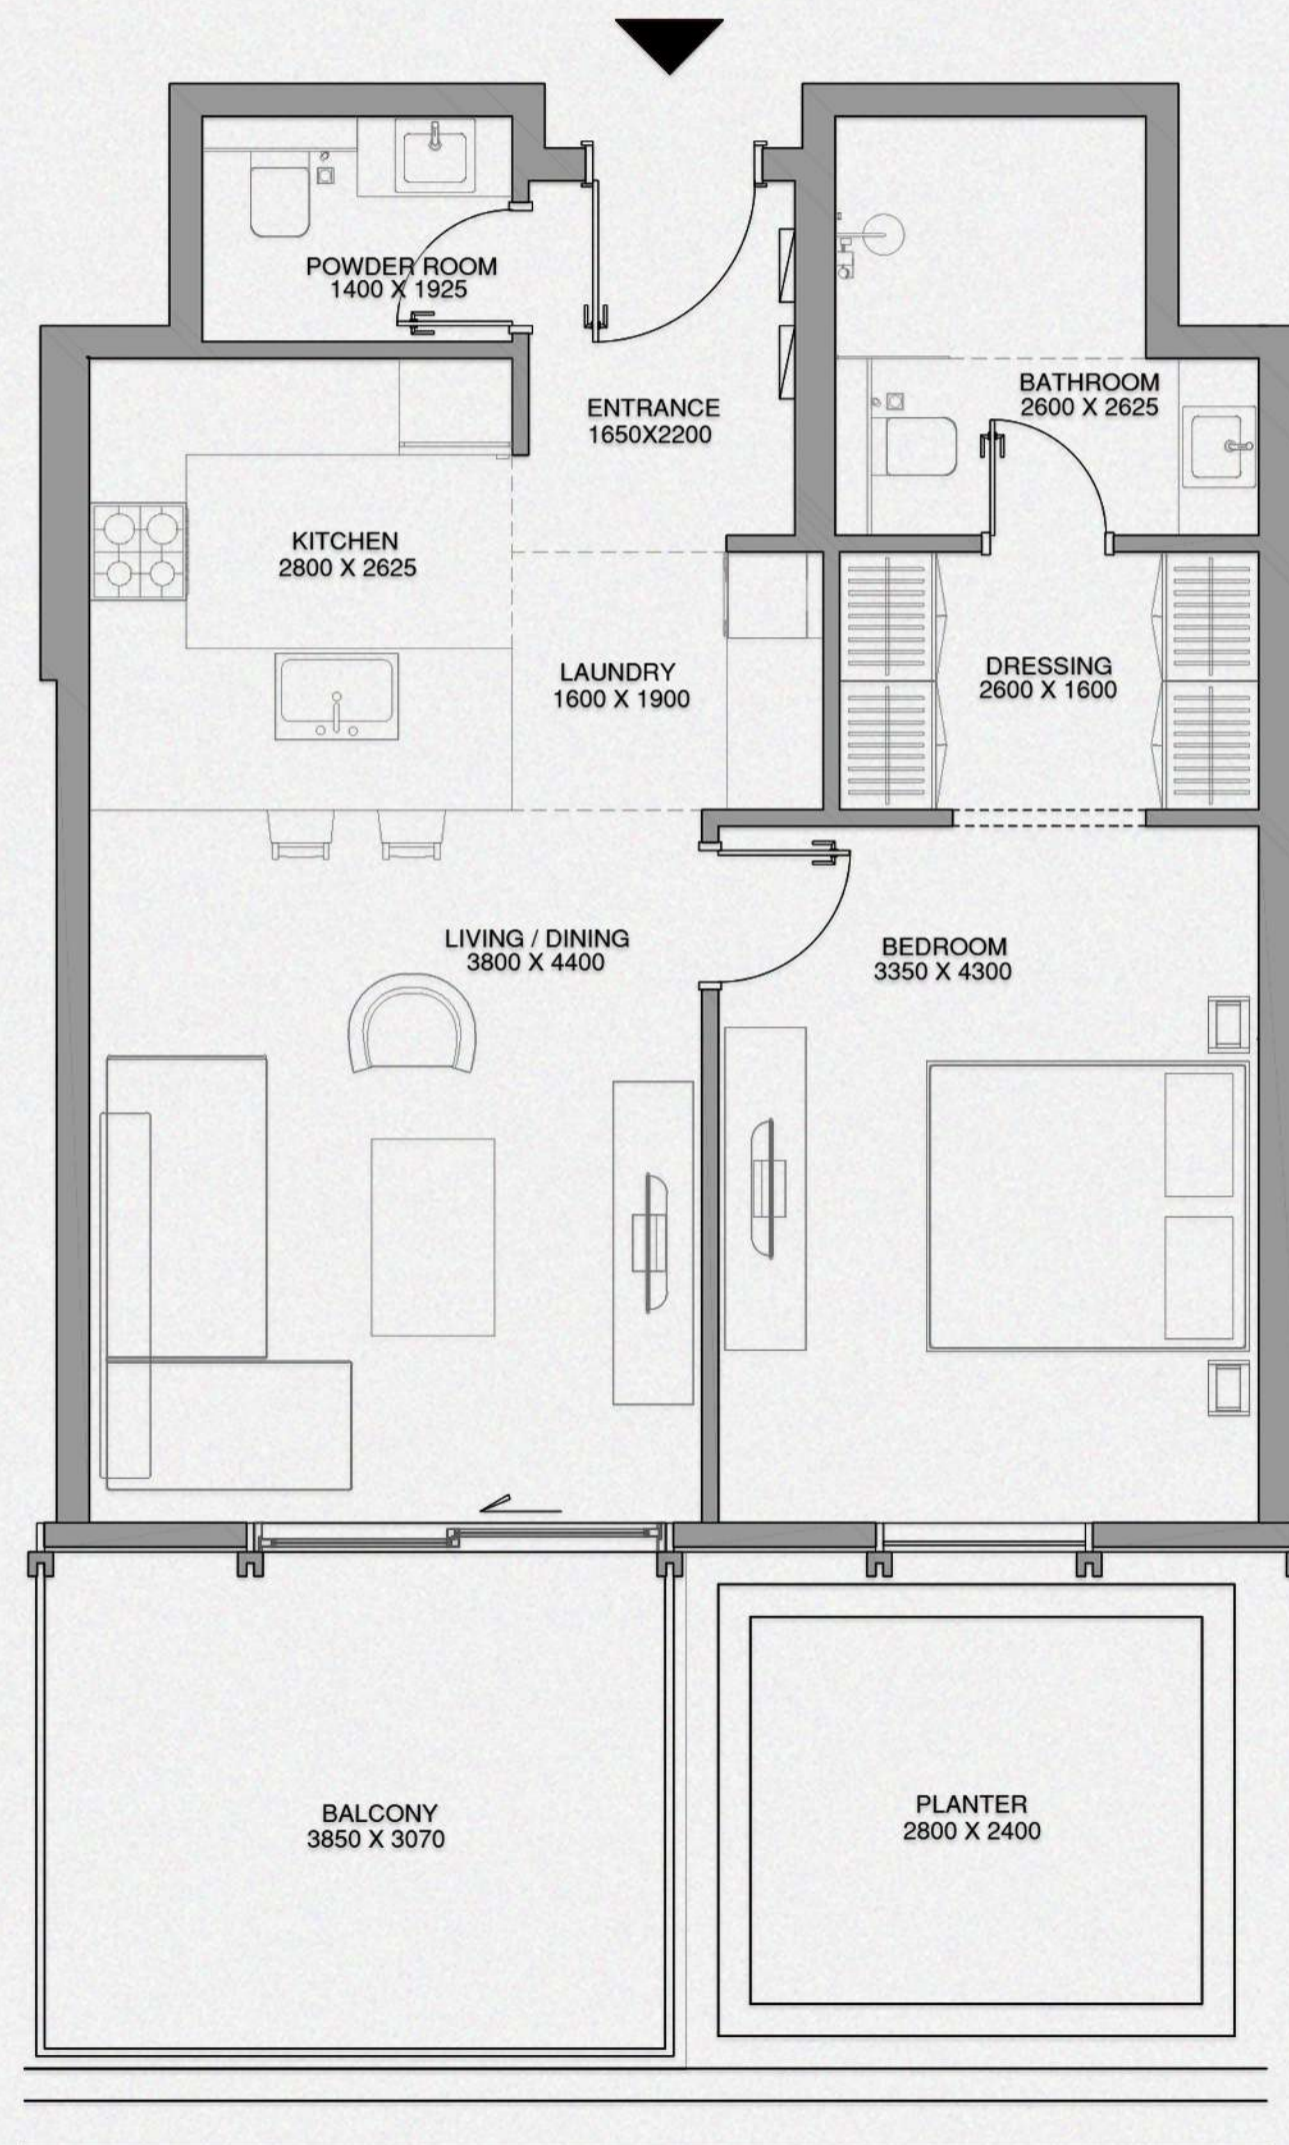 POWDER ROOM
1400 X 1925
ENTRANCE
1650X2200
BATHROOM
2600 X 2625
KITCHEN
2800 X 2625
LAUNDRY
1600 X 1900
DRESSING
2600 X 1600
LIVING / DINING
3800 X 4400
BEDROOM
3350 X 4300
BALCONY
3850 X 3070
PLANTER
2800 X 2400